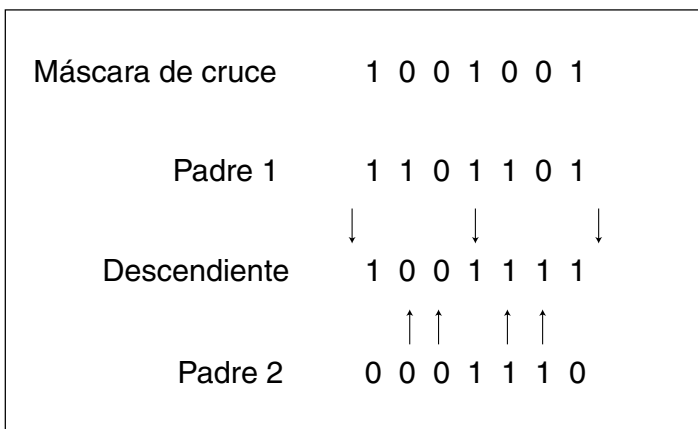 Máscara de cruce 1 0 0 1 0 0 1
Padre 1 1 1 0 1 1 0 1
Descendiente 1 0 0 1 1 1 1
Padre 2 0 0 0 1 1 1 0